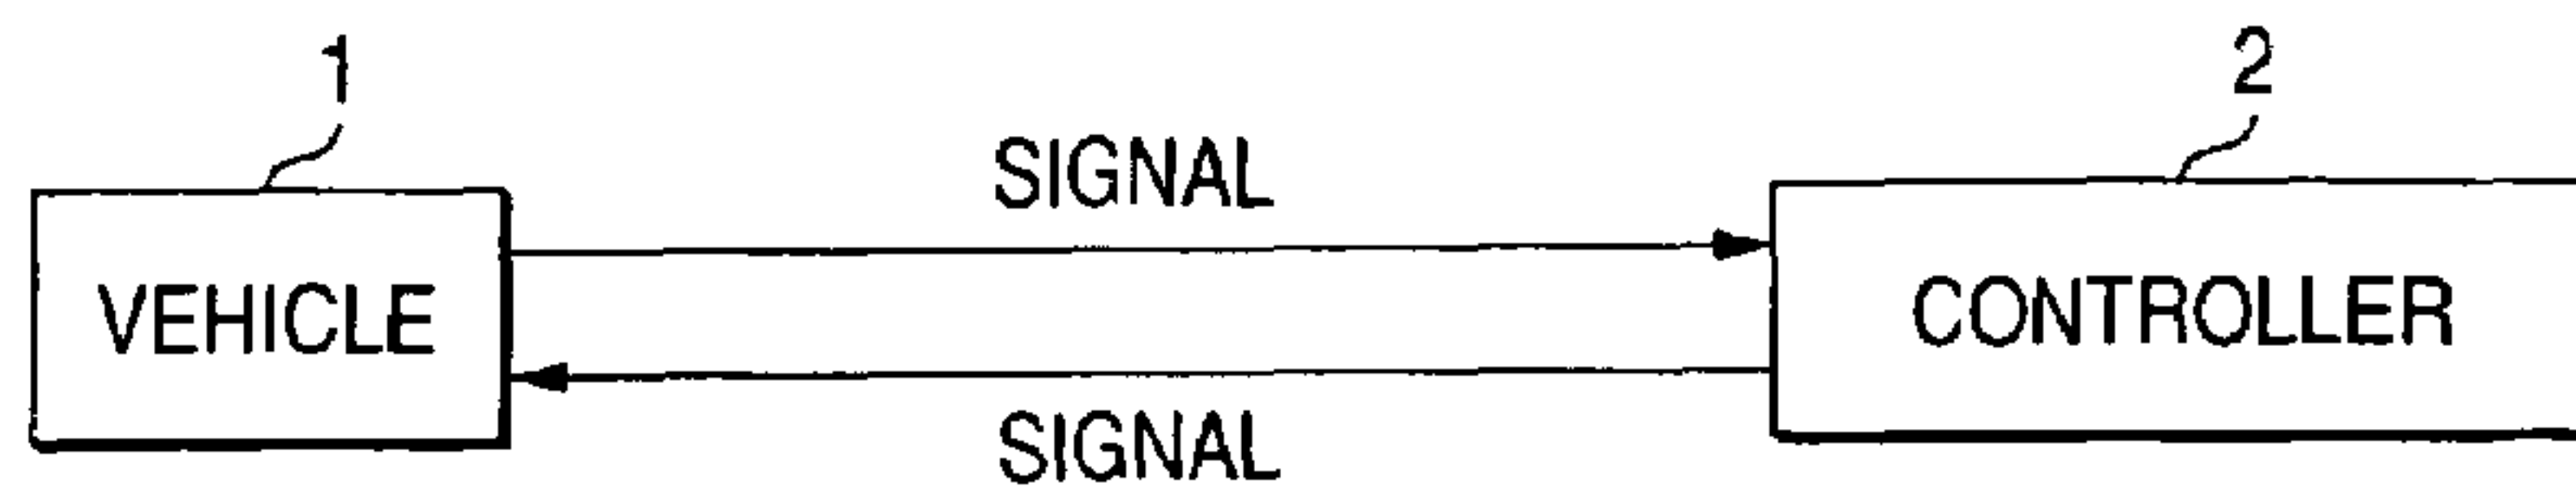 1
2
SIGNAL
VEHICLE
CONTROLLER
SIGNAL